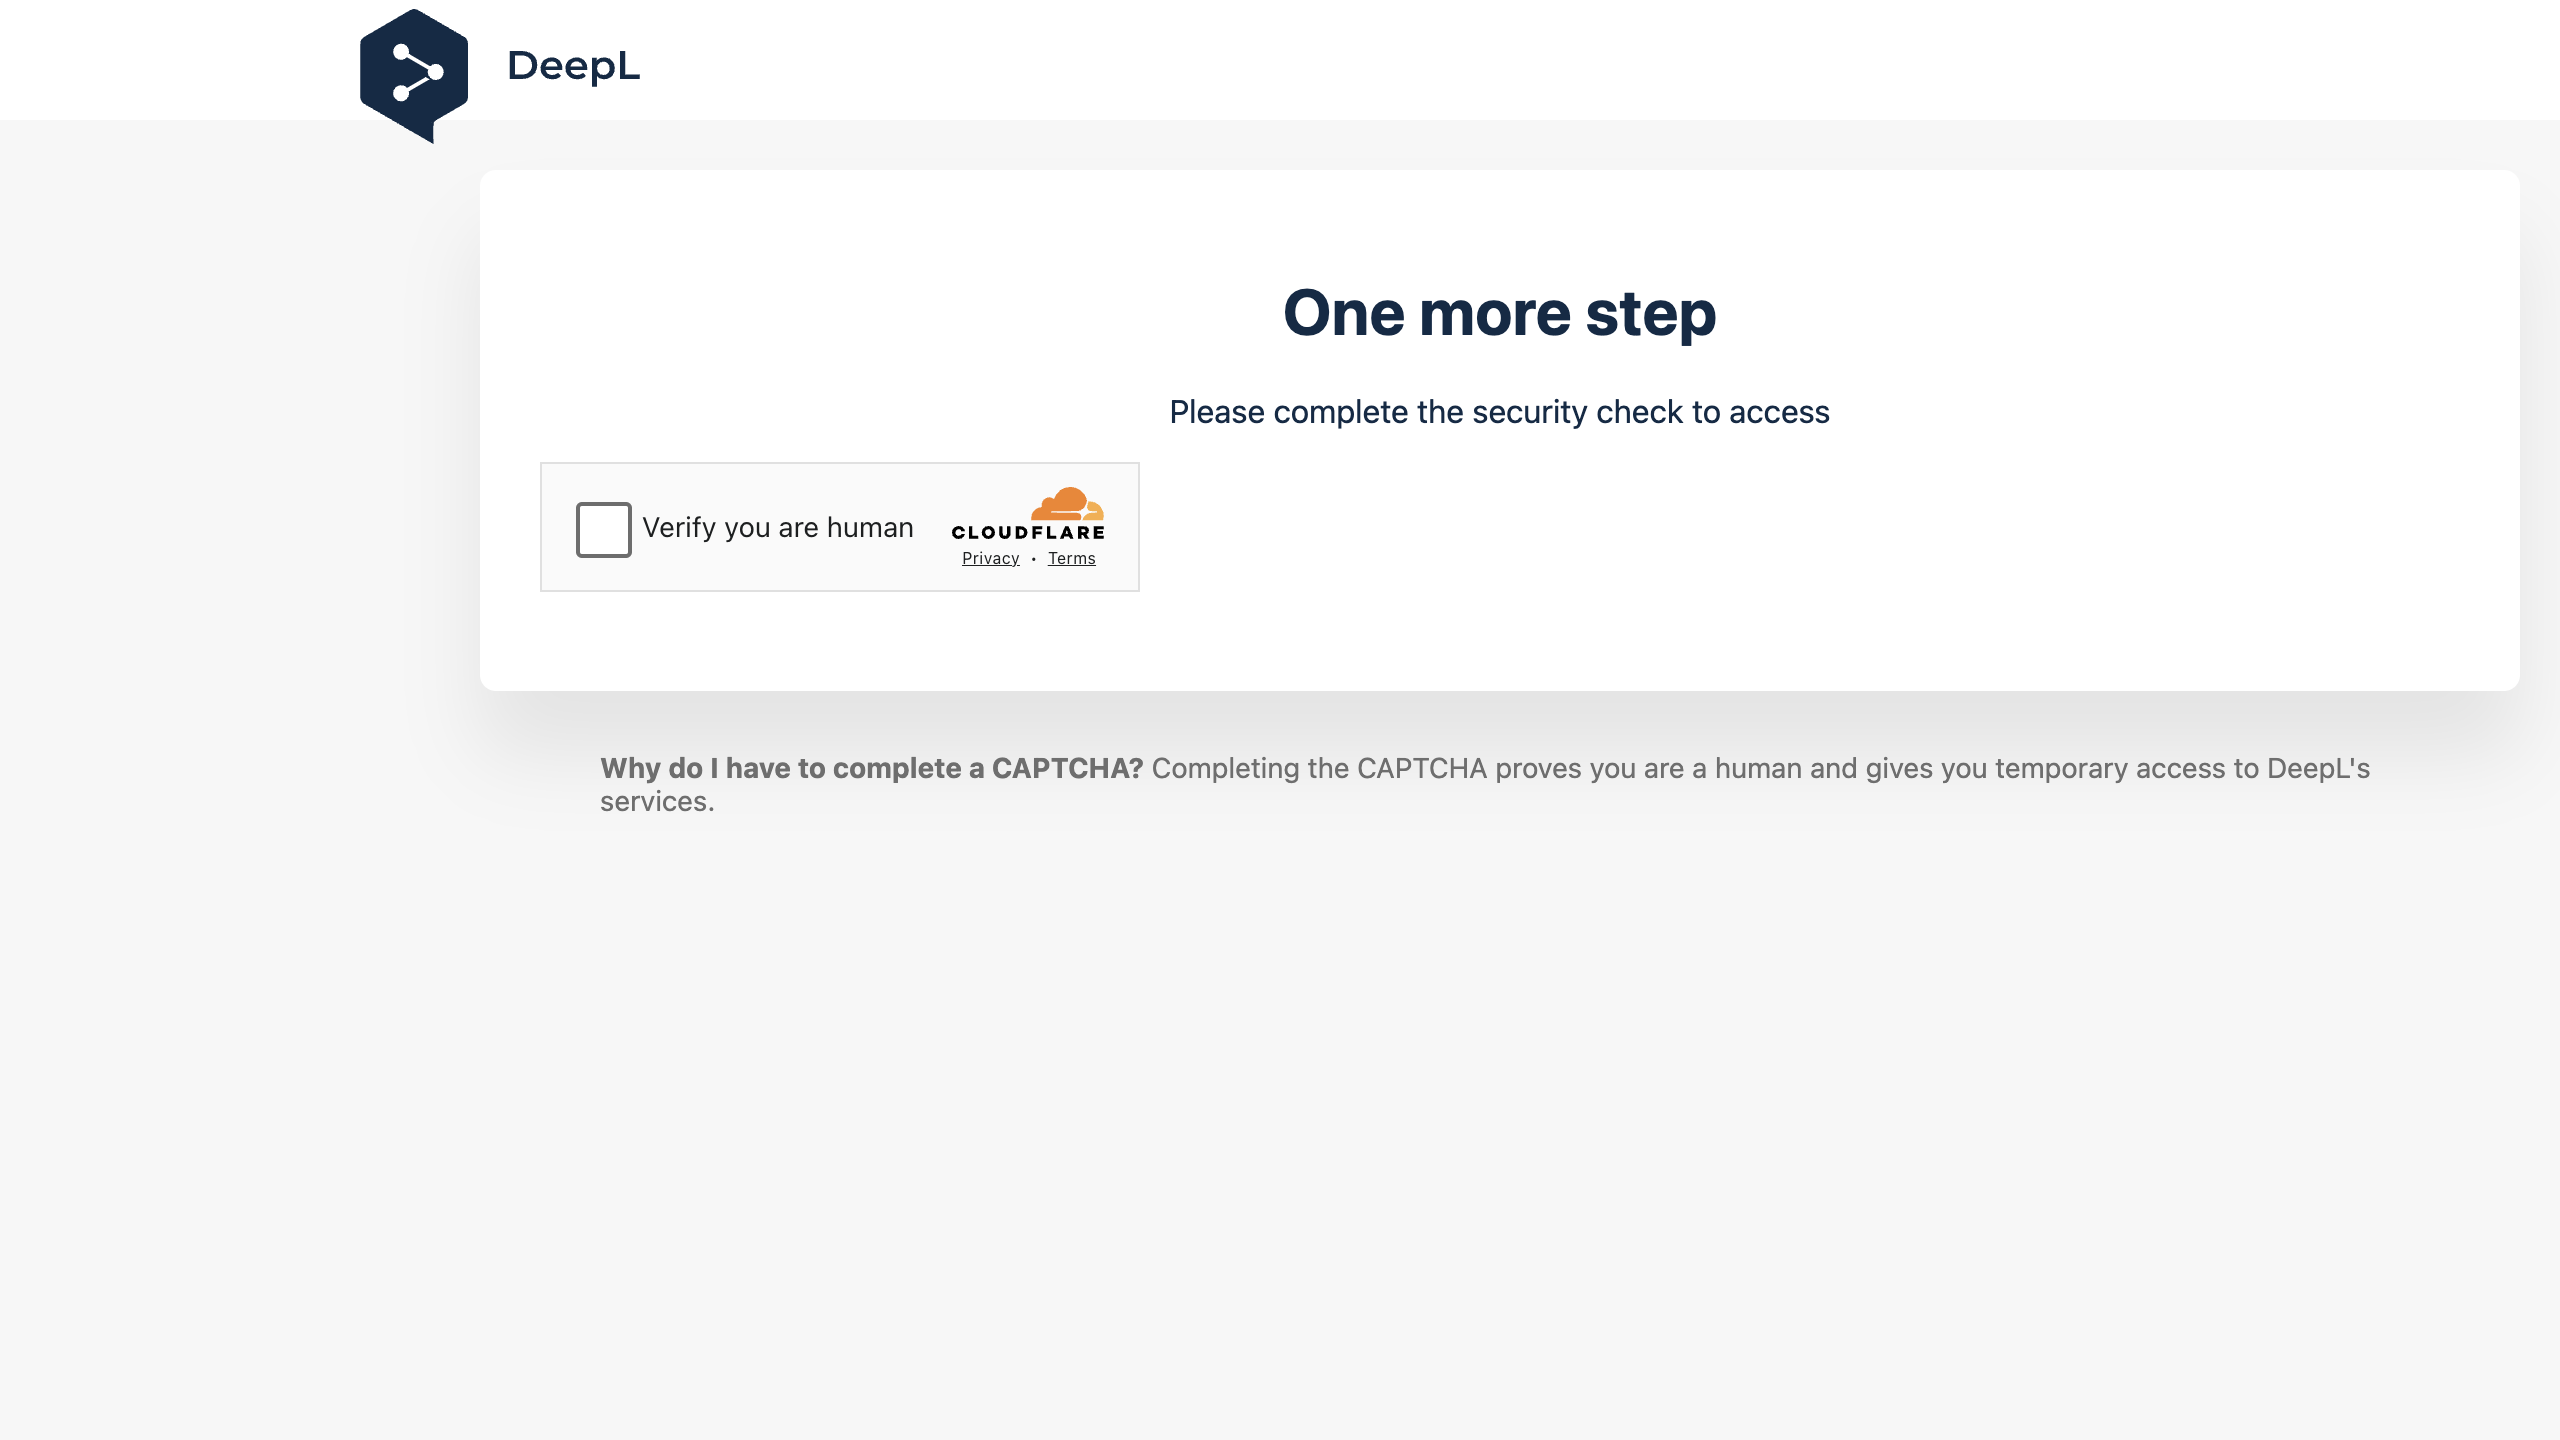 DeepL
One more step
Please complete the security check to access
Verify you are human
CLOUDFLARE
Privacy • Terms
Why do I have to complete a CAPTCHA? Completing the CAPTCHA proves you are a human and gives you temporary access to DeepL's
services.